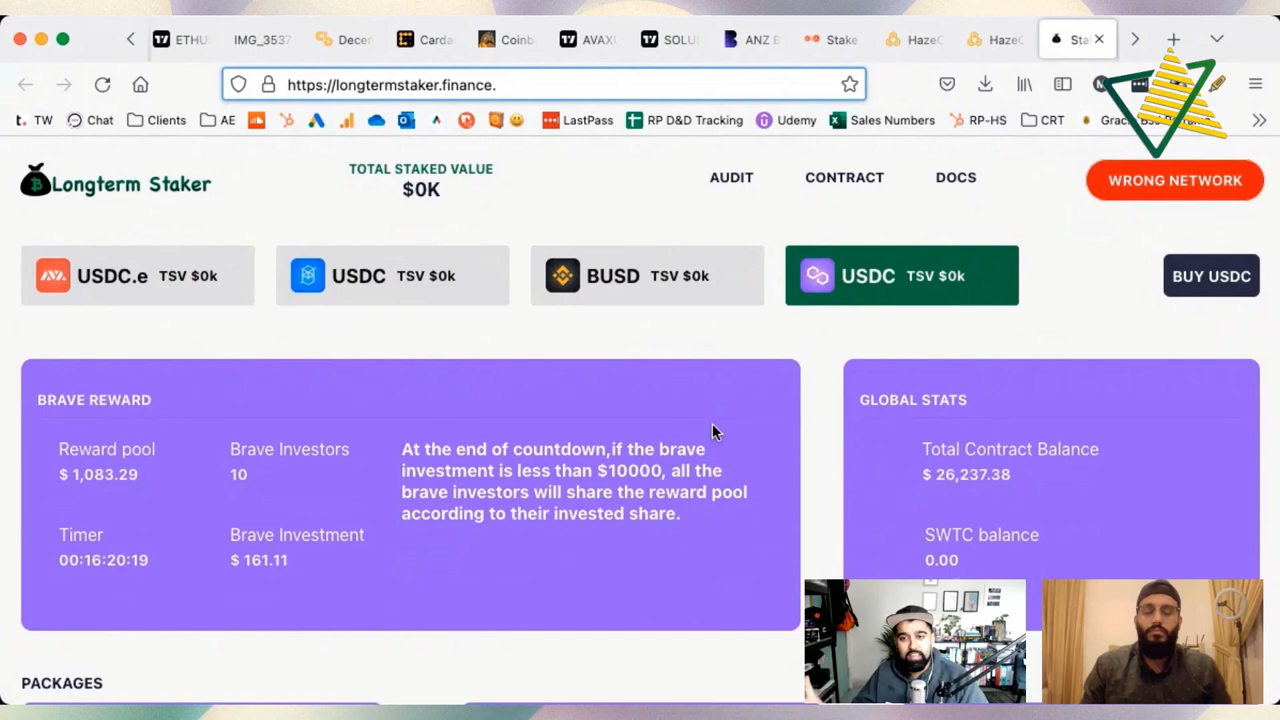 ETHUS
IMG_3537
Decen
Carda
Coinb
AVAX
SOLU
ANZ B
Stake
HazeC
HazeC
Sta
https://longtermstaker.finance.
TW
Chat
Clients
AE
LastPass
RP D&D Tracking
Udemy
Sales Numbers
RP-HS
CRT
Longterm Staker
TOTAL STAKED VALUE
$0K
AUDIT
CONTRACT
DOCS
WRONG NETWORK
USDC.e TSV $0k
USDC TSV $0k
BUSD TSV $0k
USDC TSV $0k
BUY USDC
BRAVE REWARD
Reward pool
$ 1,083.29
Brave Investors
10
Timer
00:16:20:19
Brave Investment
$ 161.11
At the end of countdown,if the brave
investment is less than $10000, all the
brave investors will share the reward pool
according to their invested share.
GLOBAL STATS
Total Contract Balance
$ 26,237.38
SWTC balance
0.00
PACKAGES